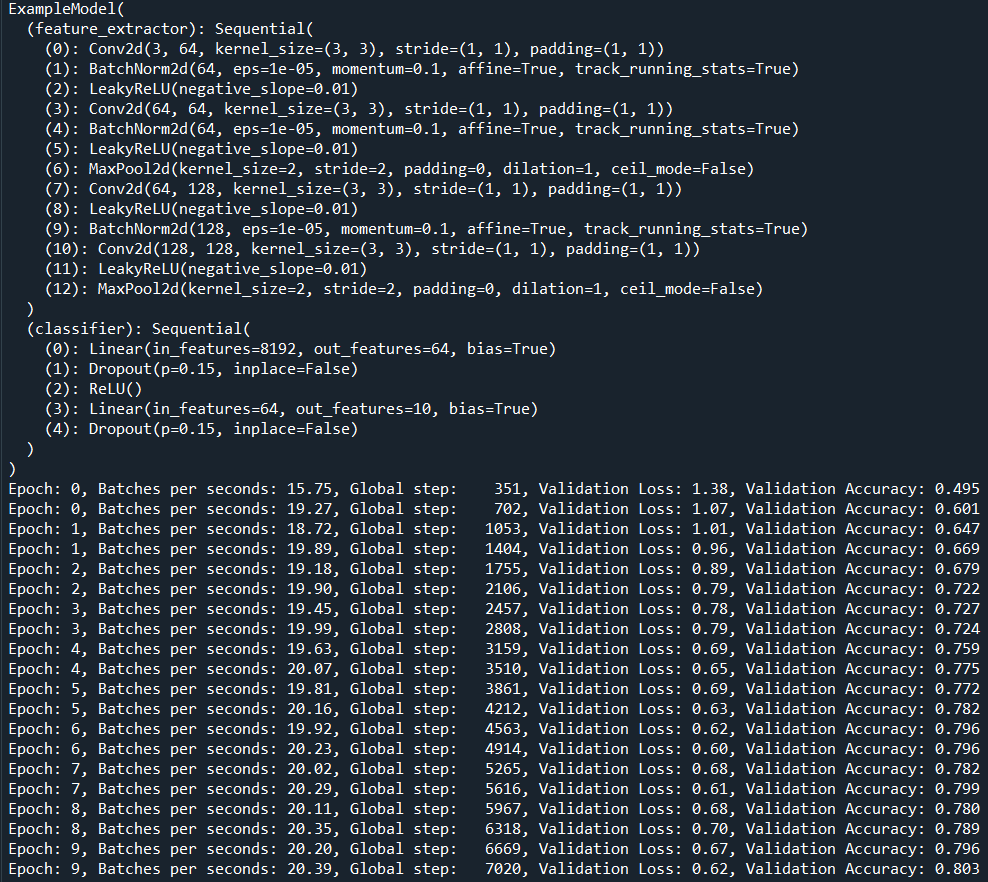 ExampleModel(
  (feature_extractor): Sequential(
    (0): Conv2d(3, 64, kernel_size=(3, 3), stride=(1, 1), padding=(1, 1))
    (1): BatchNorm2d(64, eps=1e-05, momentum=0.1, affine=True, track_running_stats=True)
    (2): LeakyReLU(negative_slope=0.01)
    (3): Conv2d(64, 64, kernel_size=(3, 3), stride=(1, 1), padding=(1, 1))
    (4): BatchNorm2d(64, eps=1e-05, momentum=0.1, affine=True, track_running_stats=True)
    (5): LeakyReLU(negative_slope=0.01)
    (6): MaxPool2d(kernel_size=2, stride=2, padding=0, dilation=1, ceil_mode=False)
    (7): Conv2d(64, 128, kernel_size=(3, 3), stride=(1, 1), padding=(1, 1))
    (8): LeakyReLU(negative_slope=0.01)
    (9): BatchNorm2d(128, eps=1e-05, momentum=0.1, affine=True, track_running_stats=True)
    (10): Conv2d(128, 128, kernel_size=(3, 3), stride=(1, 1), padding=(1, 1))
    (11): LeakyReLU(negative_slope=0.01)
    (12): MaxPool2d(kernel_size=2, stride=2, padding=0, dilation=1, ceil_mode=False)
  )
  (classifier): Sequential(
    (0): Linear(in_features=8192, out_features=64, bias=True)
    (1): Dropout(p=0.15, inplace=False)
    (2): ReLU()
    (3): Linear(in_features=64, out_features=10, bias=True)
    (4): Dropout(p=0.15, inplace=False)
  )
)
Epoch: 0, Batches per seconds: 15.75, Global step:    351, Validation Loss: 1.38, Validation Accuracy: 0.495
Epoch: 0, Batches per seconds: 19.27, Global step:    702, Validation Loss: 1.07, Validation Accuracy: 0.601
Epoch: 1, Batches per seconds: 18.72, Global step:   1053, Validation Loss: 1.01, Validation Accuracy: 0.647
Epoch: 1, Batches per seconds: 19.89, Global step:   1404, Validation Loss: 0.96, Validation Accuracy: 0.669
Epoch: 2, Batches per seconds: 19.18, Global step:   1755, Validation Loss: 0.89, Validation Accuracy: 0.679
Epoch: 2, Batches per seconds: 19.90, Global step:   2106, Validation Loss: 0.79, Validation Accuracy: 0.722
Epoch: 3, Batches per seconds: 19.45, Global step:   2457, Validation Loss: 0.78, Validation Accuracy: 0.727
Epoch: 3, Batches per seconds: 19.99, Global step:   2808, Validation Loss: 0.79, Validation Accuracy: 0.724
Epoch: 4, Batches per seconds: 19.63, Global step:   3159, Validation Loss: 0.69, Validation Accuracy: 0.759
Epoch: 4, Batches per seconds: 20.07, Global step:   3510, Validation Loss: 0.65, Validation Accuracy: 0.775
Epoch: 5, Batches per seconds: 19.81, Global step:   3861, Validation Loss: 0.69, Validation Accuracy: 0.772
Epoch: 5, Batches per seconds: 20.16, Global step:   4212, Validation Loss: 0.63, Validation Accuracy: 0.782
Epoch: 6, Batches per seconds: 19.92, Global step:   4563, Validation Loss: 0.62, Validation Accuracy: 0.796
Epoch: 6, Batches per seconds: 20.23, Global step:   4914, Validation Loss: 0.60, Validation Accuracy: 0.796
Epoch: 7, Batches per seconds: 20.02, Global step:   5265, Validation Loss: 0.68, Validation Accuracy: 0.782
Epoch: 7, Batches per seconds: 20.29, Global step:   5616, Validation Loss: 0.61, Validation Accuracy: 0.799
Epoch: 8, Batches per seconds: 20.11, Global step:   5967, Validation Loss: 0.68, Validation Accuracy: 0.780
Epoch: 8, Batches per seconds: 20.35, Global step:   6318, Validation Loss: 0.70, Validation Accuracy: 0.789
Epoch: 9, Batches per seconds: 20.20, Global step:   6669, Validation Loss: 0.67, Validation Accuracy: 0.796
Epoch: 9, Batches per seconds: 20.39, Global step:   7020, Validation Loss: 0.62, Validation Accuracy: 0.803